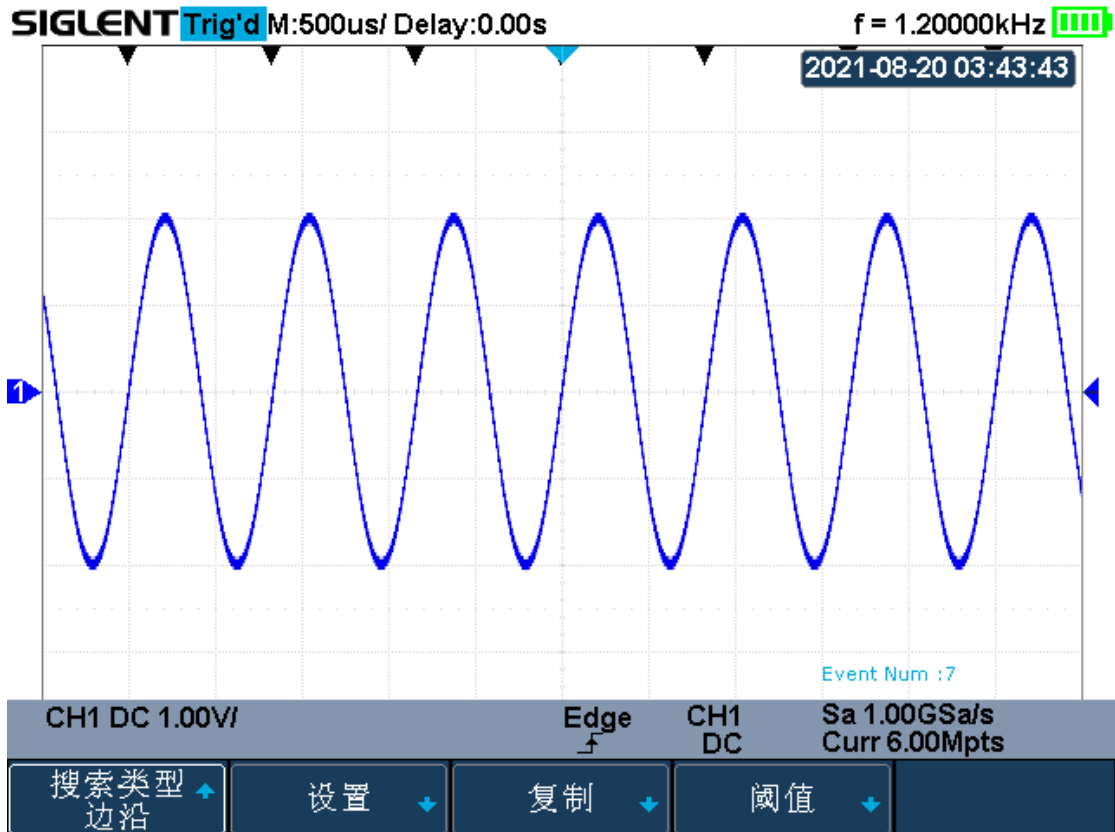 SIGLENT Trig'd M:500us/ Delay:0.00s f = 1.20000kHz
2021-08-20 03:43:43
1
Event Num :7
CH1 DC 1.00V/ Edge CH1 Sa 1.00GSa/s
DC Curr 6.00Mpts
搜索类型 设置 复制 阈值
边沿